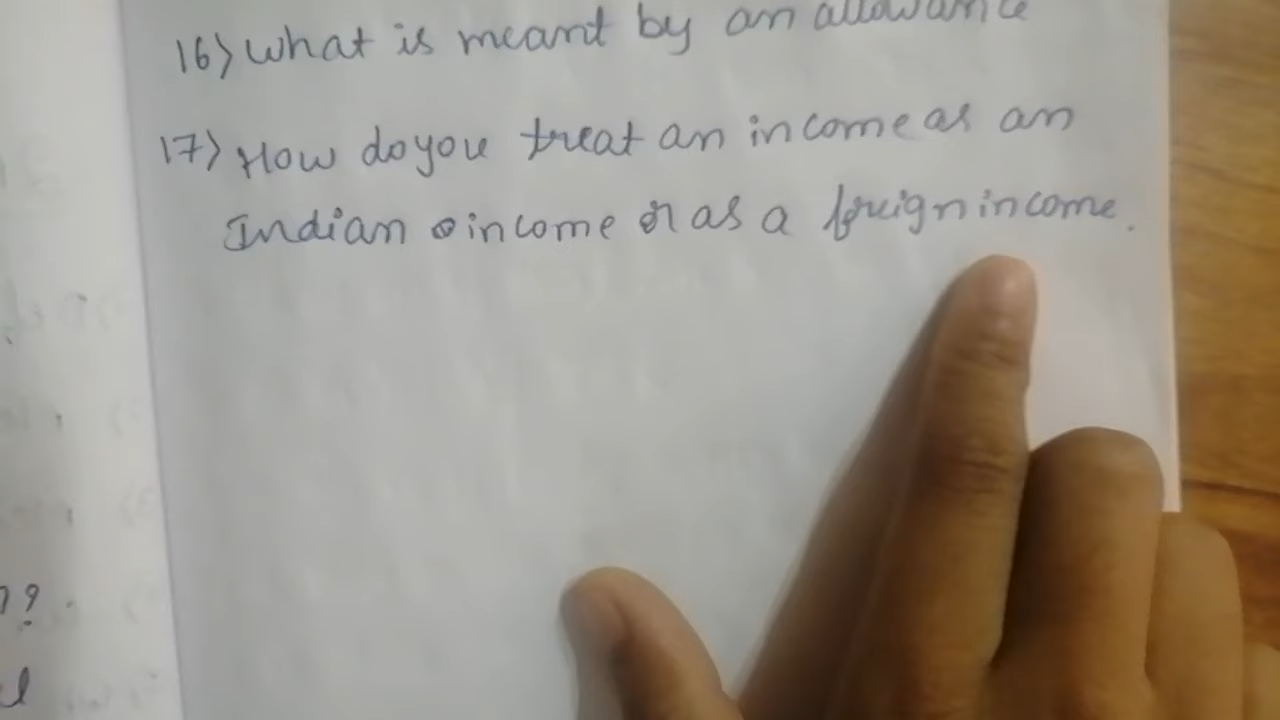 16) What is meant by an allowance
17) How do you treat an income as an
Indian income or as a foreign income.
?